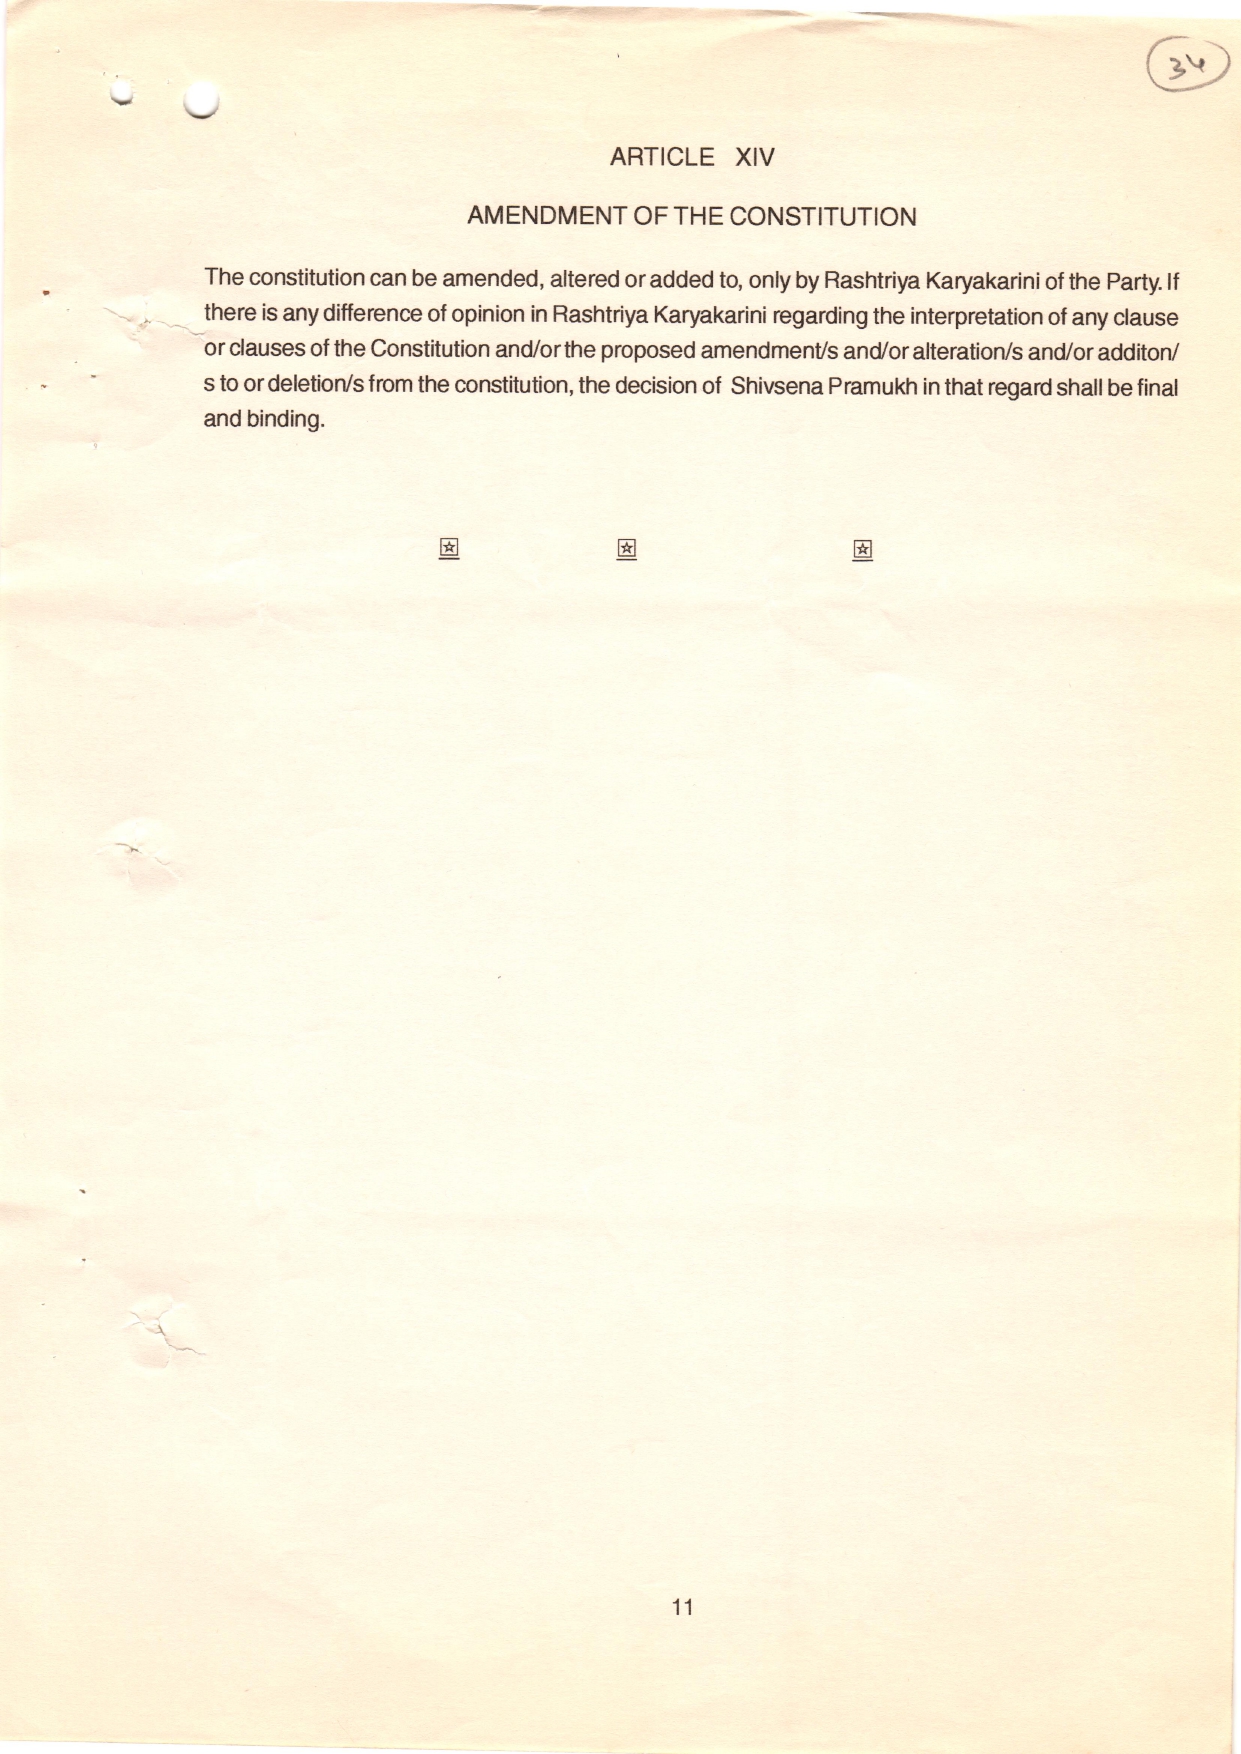 34
ARTICLE XIV
AMENDMENT OF THE CONSTITUTION
The constitution can be amended, altered or added to, only by Rashtriya Karyakarini of the Party. If
there is any difference of opinion in Rashtriya Karyakarini regarding the interpretation of any clause
or clauses of the Constitution and/or the proposed amendment/s and/or alteration/s and/or additon/
s to or deletion/s from the constitution, the decision of Shivsena Pramukh in that regard shall be final
and binding.
11